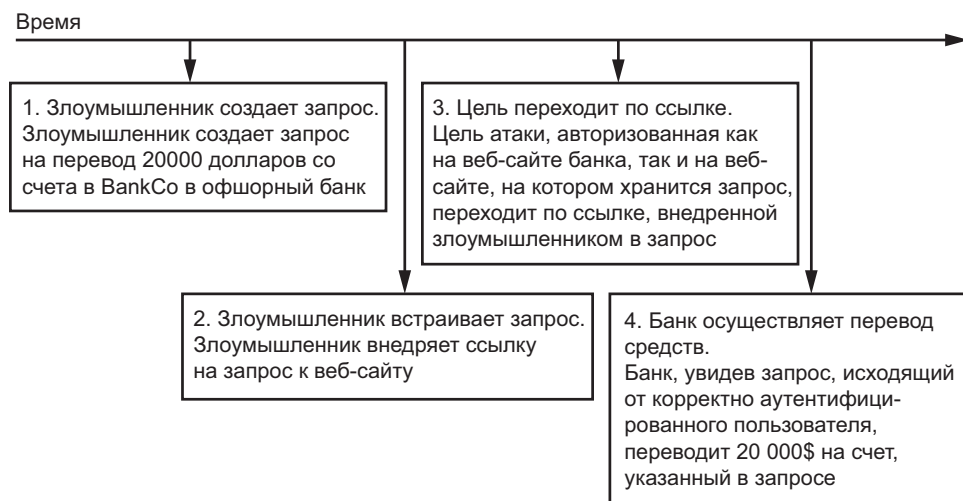 Время
1. Злоумышленник создает запрос.
Злоумышленник создает запрос
на перевод 20000 долларов со
счета в BankCo в офшорный банк
2. Злоумышленник встраивает запрос.
Злоумышленник внедряет ссылку
на запрос к веб-сайту
3. Цель переходит по ссылке.
Цель атаки, авторизованная как
на веб-сайте банка, так и на веб-
сайте, на котором хранится запрос,
переходит по ссылке, внедренной
злоумышленником в запрос
4. Банк осуществляет перевод
средств.
Банк, увидев запрос, исходящий
от корректно аутентифици-
рованного пользователя,
переводит 20 000$ на счет,
указанный в запросе